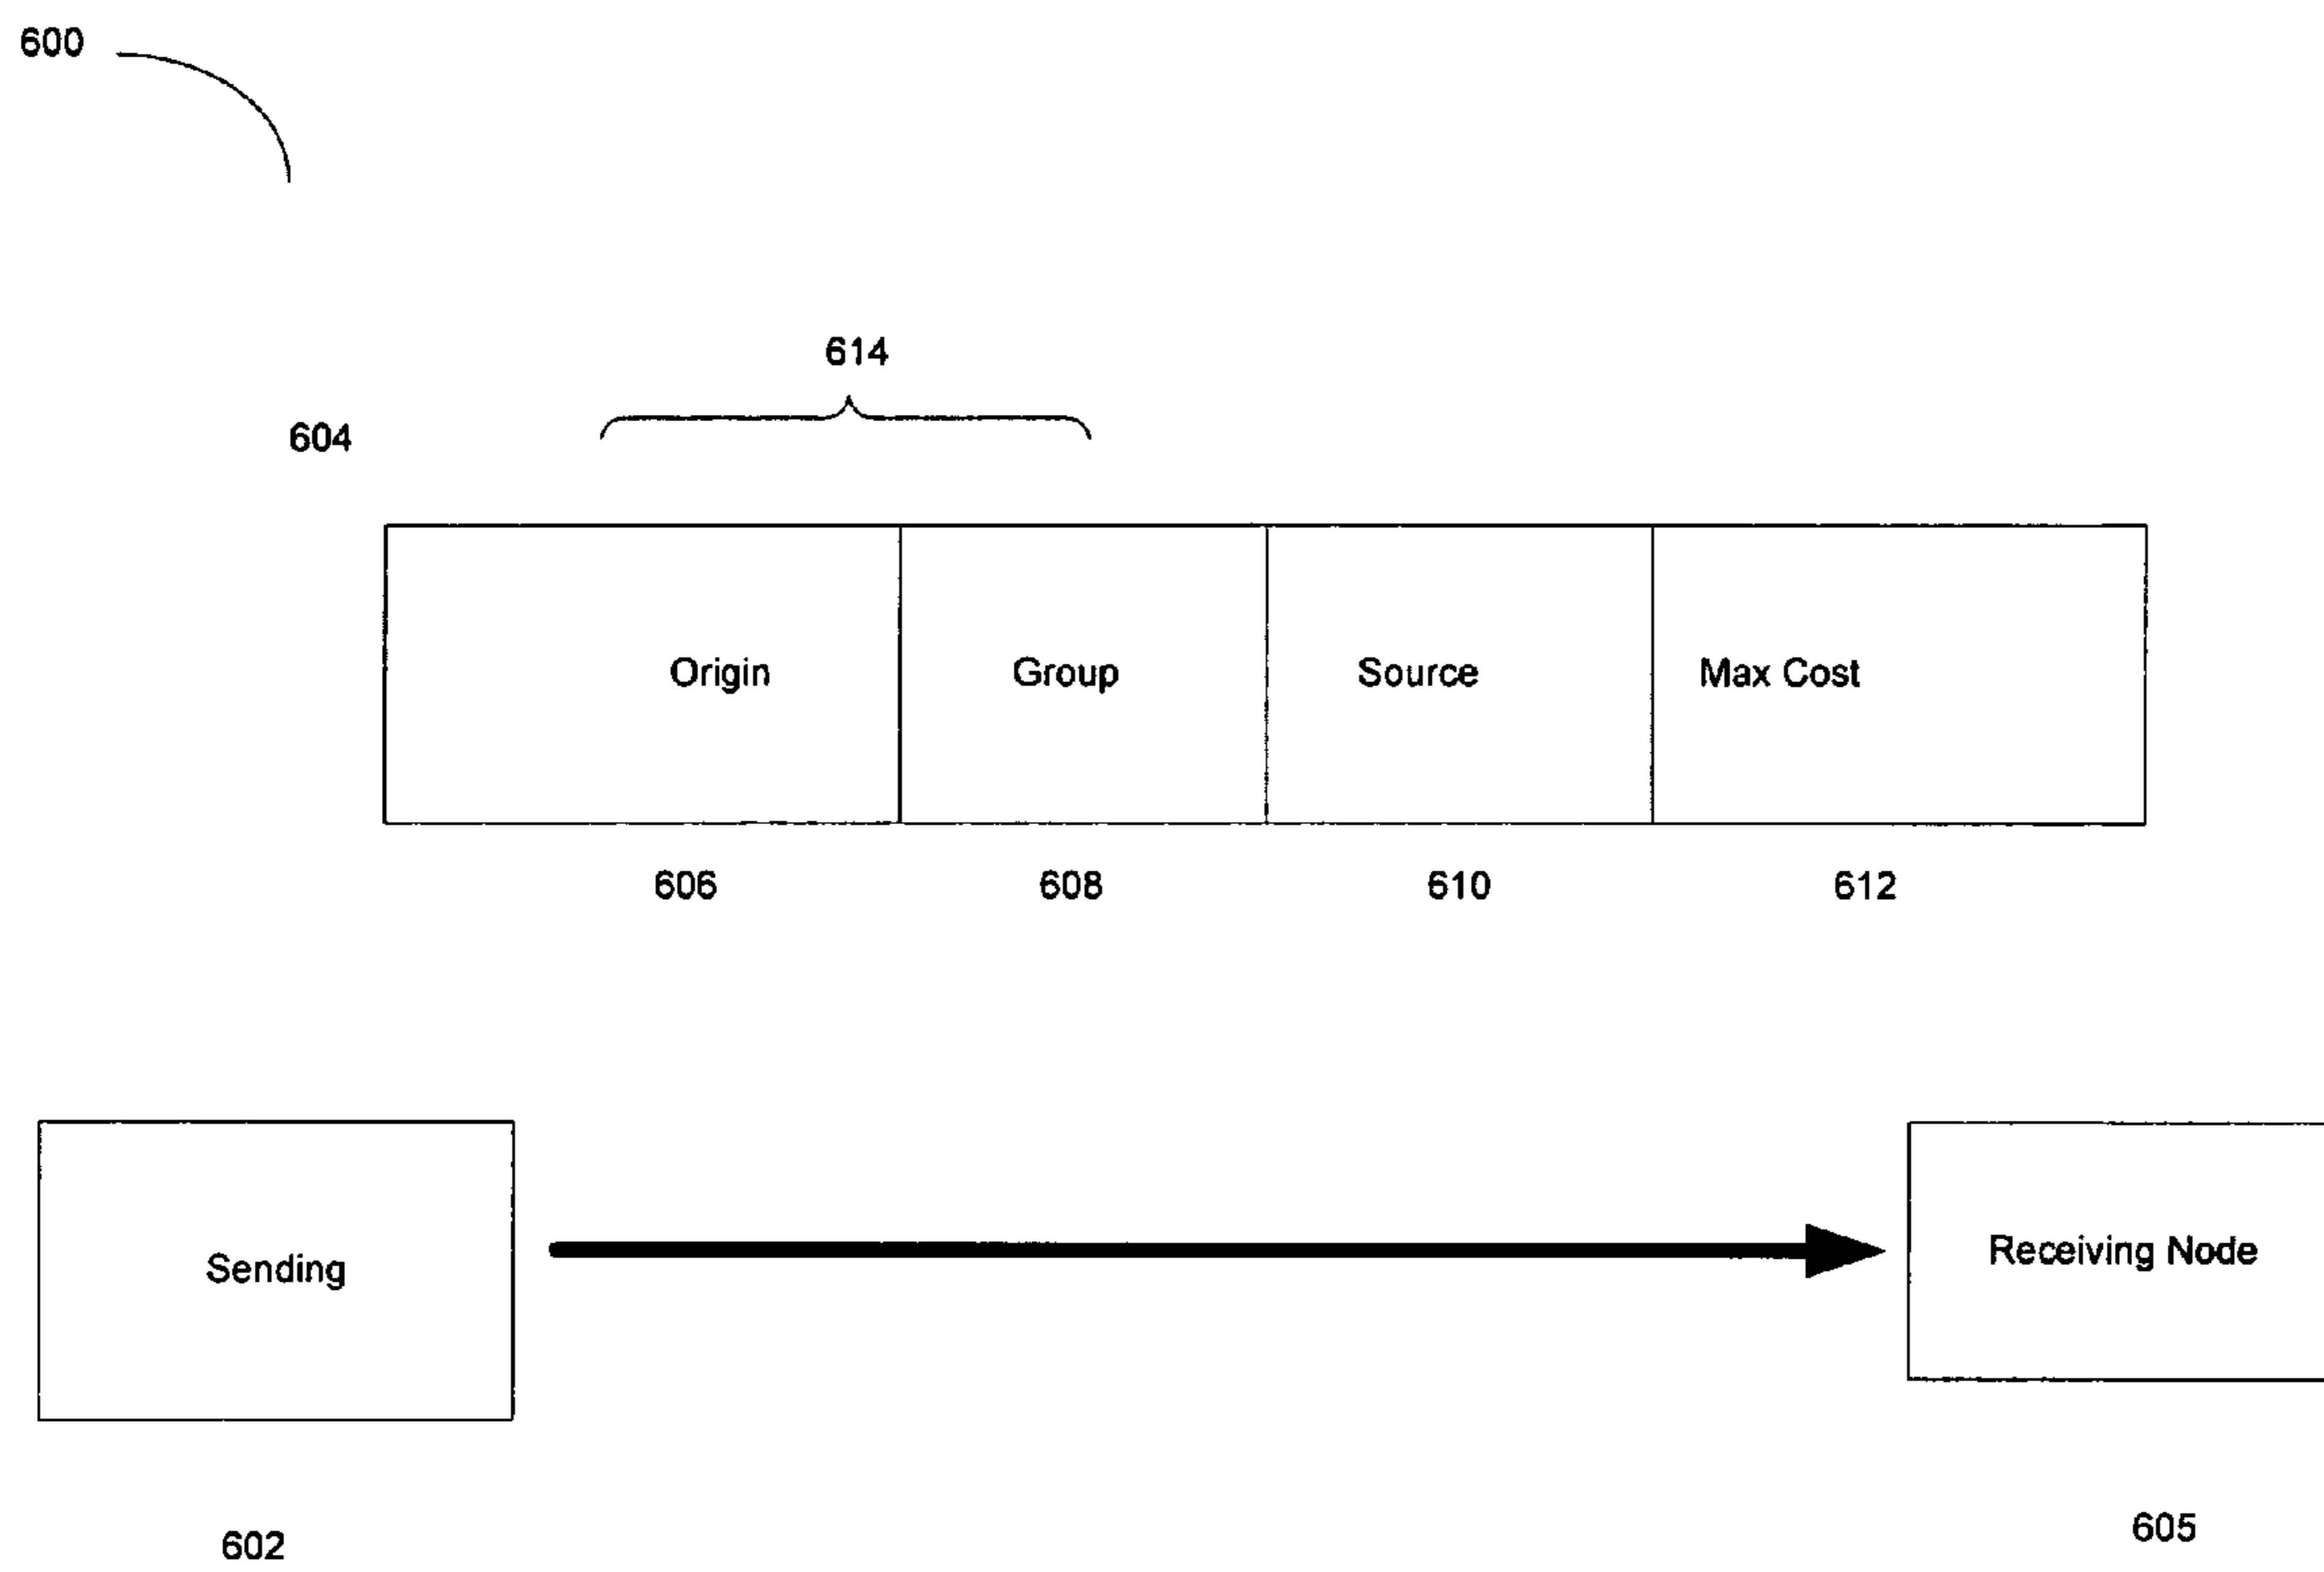 600
614
604
Origin Group Source Max Cost
606 608 610 612
Sending Receiving Node
602 605